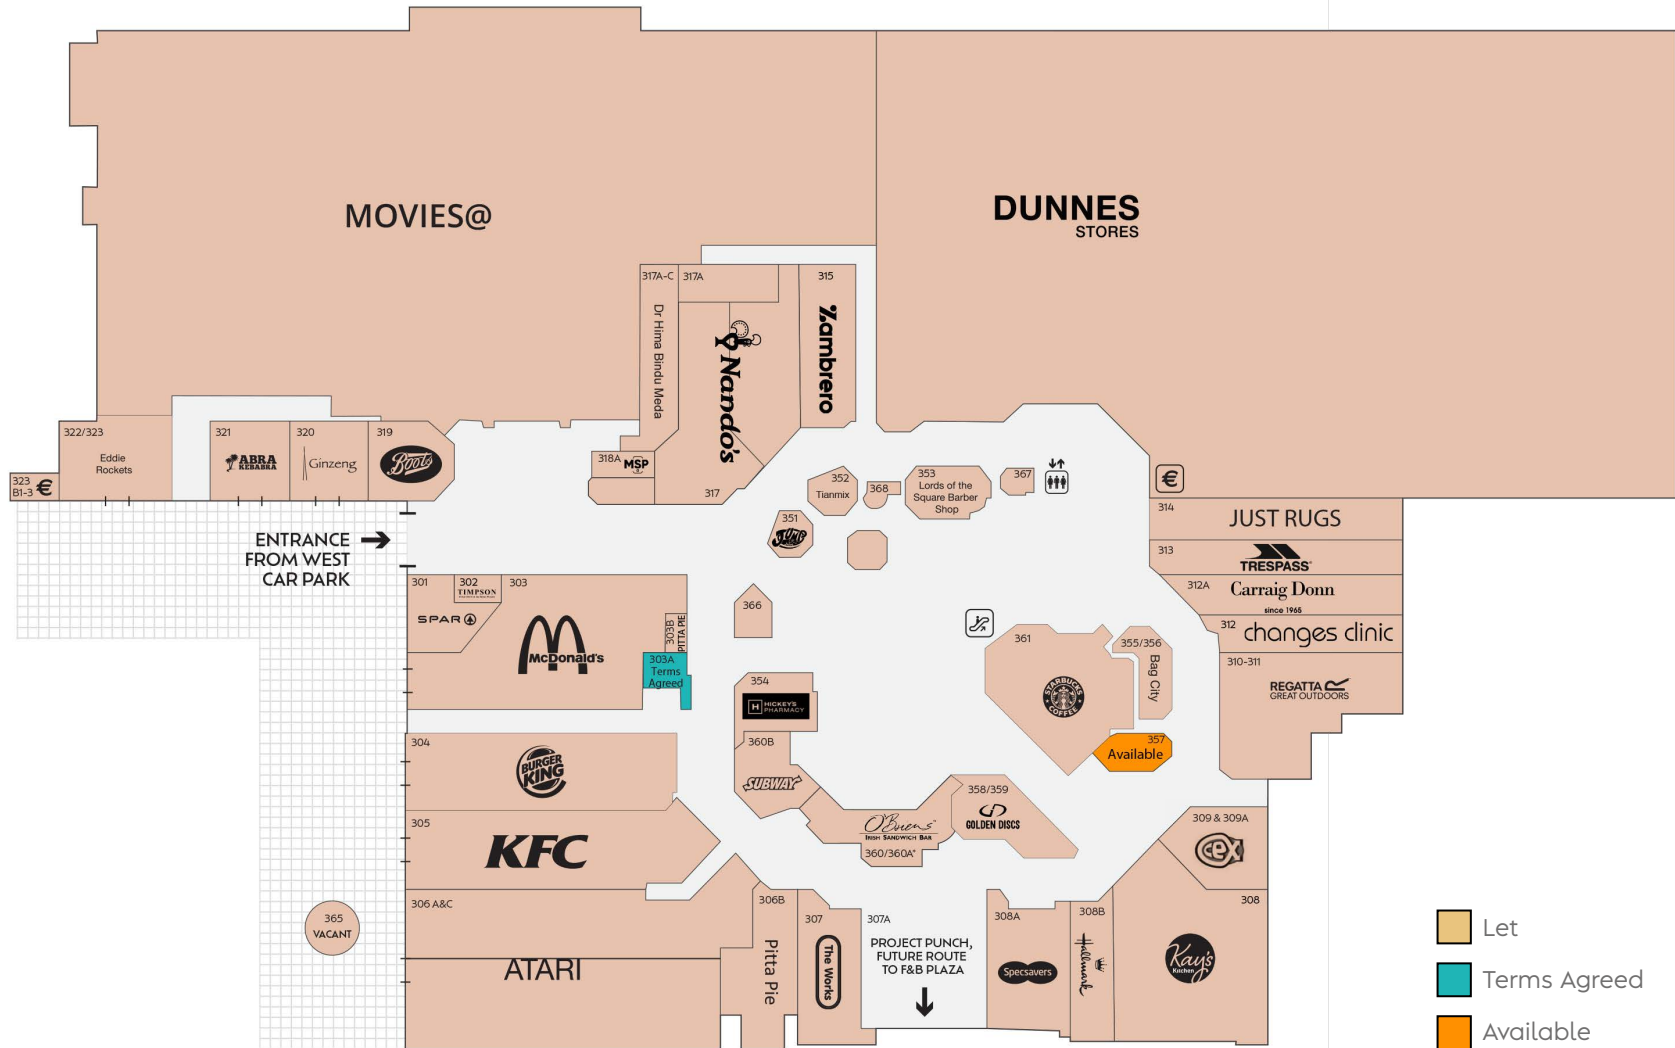 MOVIES@
DUNNES
STORES
317A-C
317A
315
Dr Hima Bindu Meda
Nando's
Zambrero
317
318A
MSP
322/323
Eddie
Rockets
323
B1-3
€
321
ABRA
KEBABRA
320
Ginzeng
319
Boots
ENTRANCE
FROM WEST
CAR PARK
352
Tianmix
368
353
Lords of the
Square Barber
Shop
367
351
€
314
JUST RUGS
313
TRESPASS
312A
Carraig Donn
since 1965
312
changes clinic
310-311
REGATTA
GREAT OUTDOORS
301
SPAR
302
TIMPSON
303
McDonald's
303B
PITTA PIE
303A
Terms
Agreed
366
354
H HICKEY'S
PHARMACY
360B
SUBWAY
361
STARBUCKS
COFFEE
355/356
Bag City
357
Available
304
BURGER
KING
305
KFC
O'Briens
IRISH SANDWICH BAR
360/360A*
358/359
GOLDEN DISCS
309 & 309A
cex
306 A&C
ATARI
306B
Pitta Pie
307
The Works
307A
PROJECT PUNCH,
FUTURE ROUTE
TO F&B PLAZA
308A
Specsavers
308B
Hallmark
308
Kay's
Kitchen
365
VACANT
Let
Terms Agreed
Available